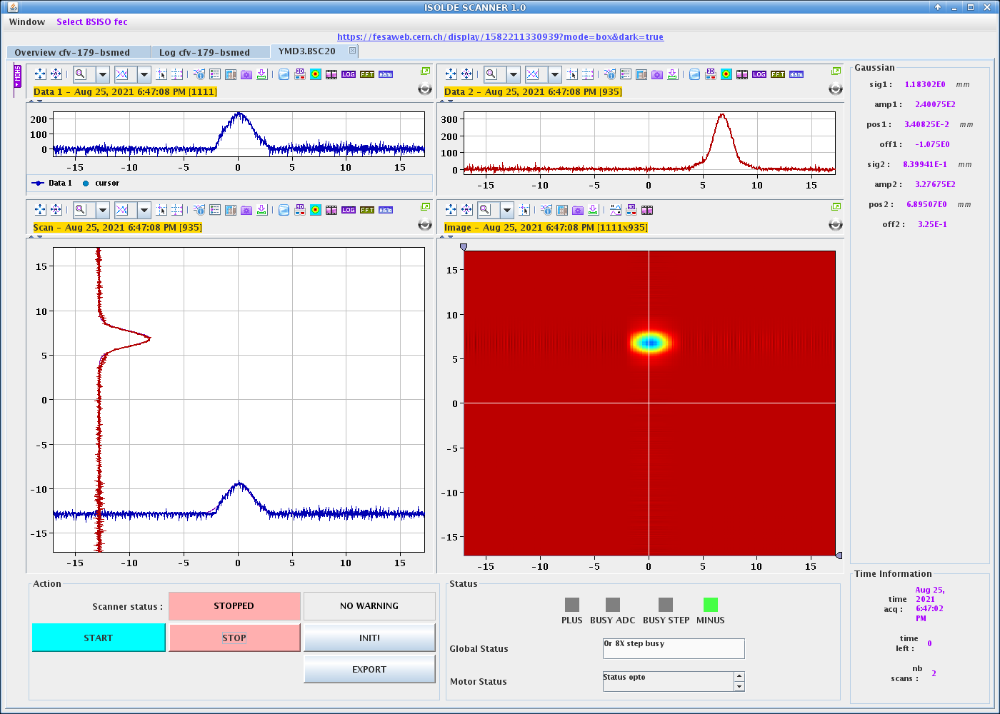 ISOLDE SCANNER 1.0
Window Select BSISO fec
https://fesaweb.cern.ch/display/1582211330939?mode=box&dark=true
Overview cfv-179-bsmed Log cfv-179-bsmed YMD3.BSC20
SHOW
LOG FFT HiSto
Data 1 - Aug 25, 2021 6:47:08 PM [1111]
200
100
0
-15 -10 -5 0 5 10 15
Data 1 cursor
LOG FFT HiSto
Data 2 - Aug 25, 2021 6:47:08 PM [935]
300
200
100
0
-15 -10 -5 0 5 10 15
LOG FFT HiSto
Scan - Aug 25, 2021 6:47:08 PM [935]
15
10
5
0
-5
-10
-15
-15 -10 -5 0 5 10 15
Image - Aug 25, 2021 6:47:08 PM [1111x935]
15
10
5
0
-5
-10
-15
-15 -10 -5 0 5 10 15
Gaussian
sig1 : 1.18302E0 mm
amp1 : 2.40075E2
pos1 : 3.40825E-2 mm
off1 : -1.075E0
sig2 : 8.39941E-1 mm
amp2 : 3.27675E2
pos2 : 6.89507E0 mm
off2 : 3.25E-1
Action
Scanner status : STOPPED NO WARNING
START STOP INIT!
EXPORT
Status
PLUS BUSY ADC BUSY STEP MINUS
Global Status Or 8X step busy
Motor Status Status opto
Time Information
time acq : Aug 25, 2021 6:47:02 PM
time left : 0
nb scans : 2